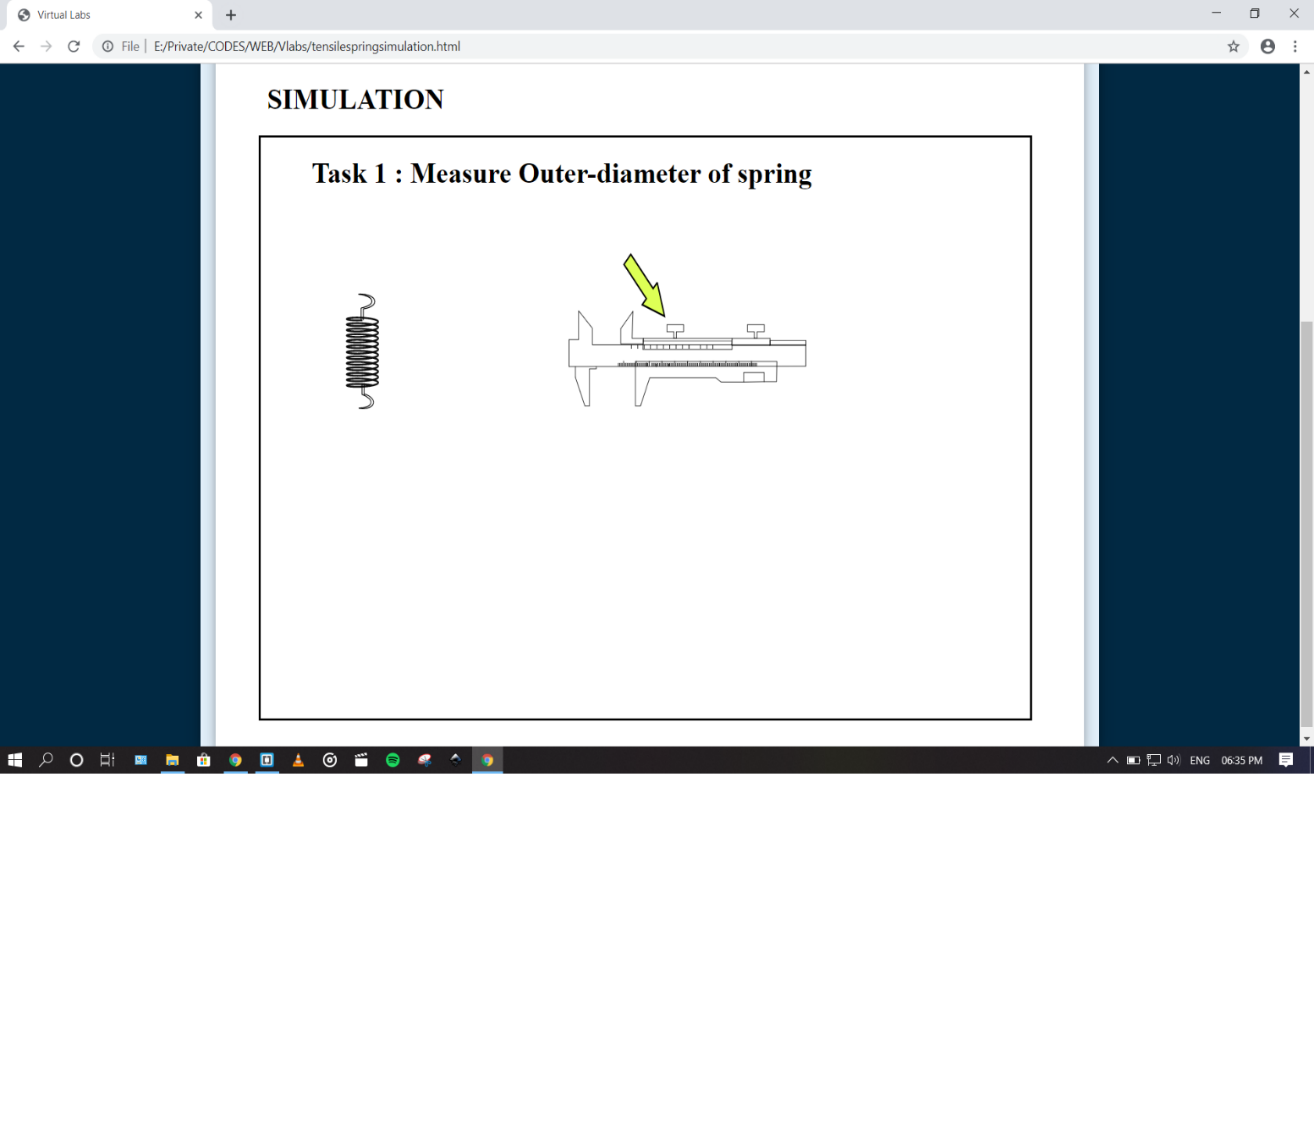 Virtual Labs
File | E:/Private/CODES/WEB/Vlabs/tensilespringsimulation.html
SIMULATION
Task 1 : Measure Outer-diameter of spring
ENG 06:35 PM